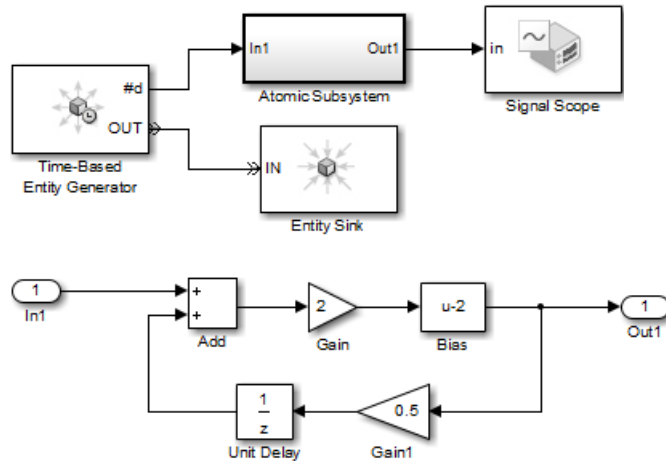 In1
Out1
Atomic Subsystem
in
Signal Scope
#d
OUT
Time-Based
Entity Generator
IN
Entity Sink
1
In1
+
+
Add
2
Gain
u-2
Bias
1
Out1
1
z
Unit Delay
0.5
Gain1